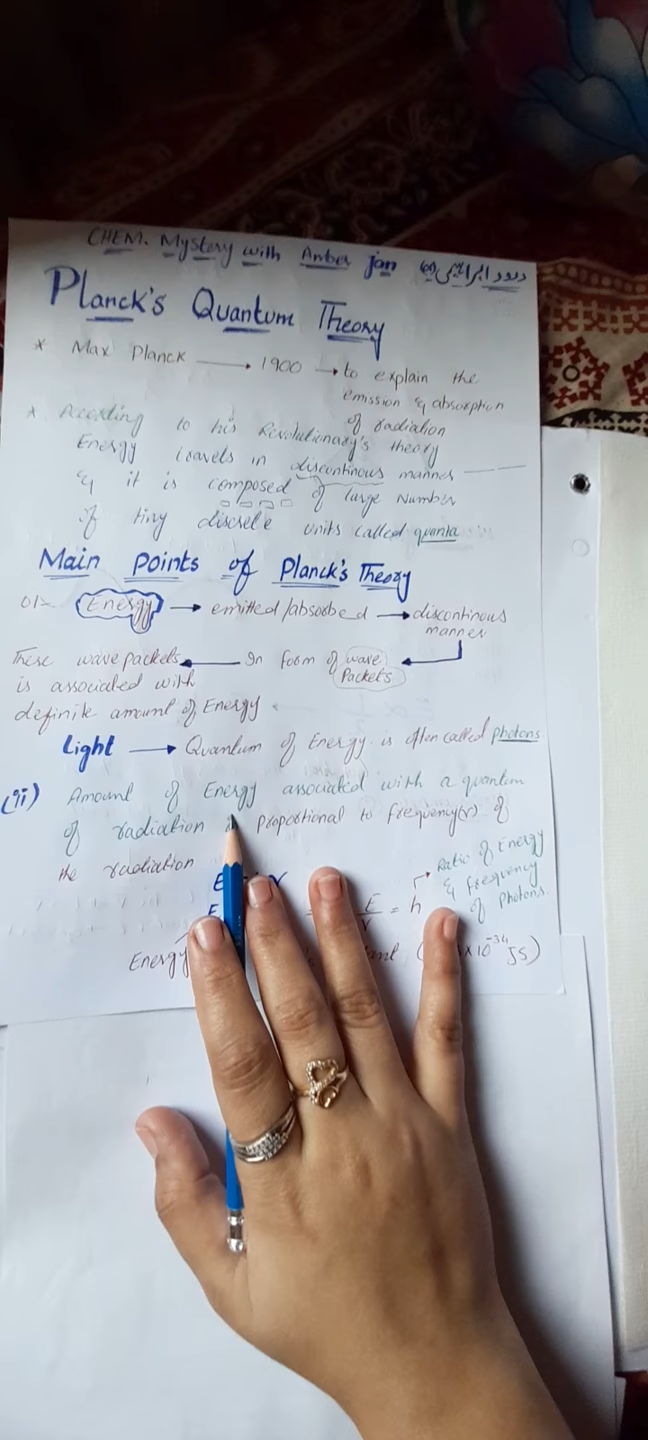 CHEM. Mystery with Amber jan
Planck's Quantum Theory
* Max Planck → 1900 → to explain the
emission & absorption
of radiation
* According to his Revolutionary's theory
Energy travels in discontinous manner
& it is composed of large Number
of tiny discrete units called quanta
Main Points of Planck's Theory
01:- Energy → emitted/absorbed → discontinous
manner
These wave packets ← In form of wave
Packets
is associated with
definite amount of Energy
Light → Quantum of Energy is often called photons
(ii) Amount of Energy associated with a quantum
of radiation is proportional to frequency(v) of
the radiation
Ratio of Energy
& frequency
of Photons.
E/v = h
Energy
x10⁻³⁴ JS)